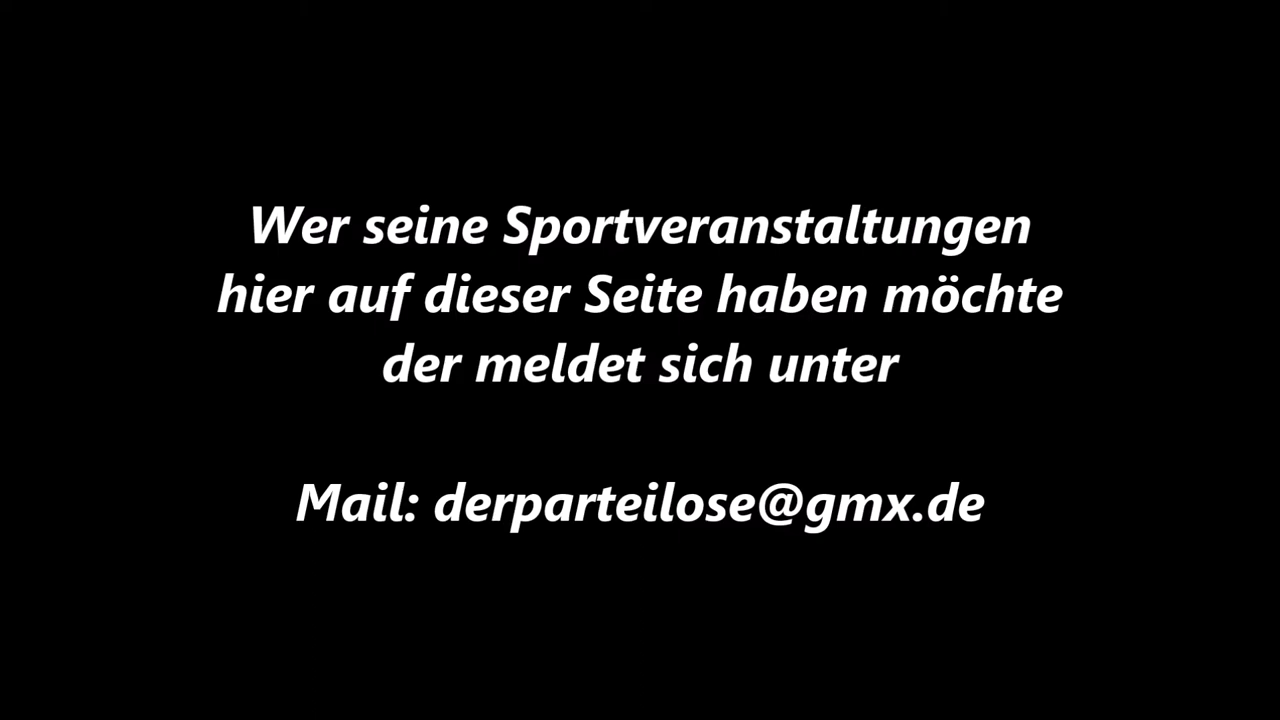 Wer seine Sportveranstaltungen
hier auf dieser Seite haben möchte
der meldet sich unter
Mail: derparteilose@gmx.de